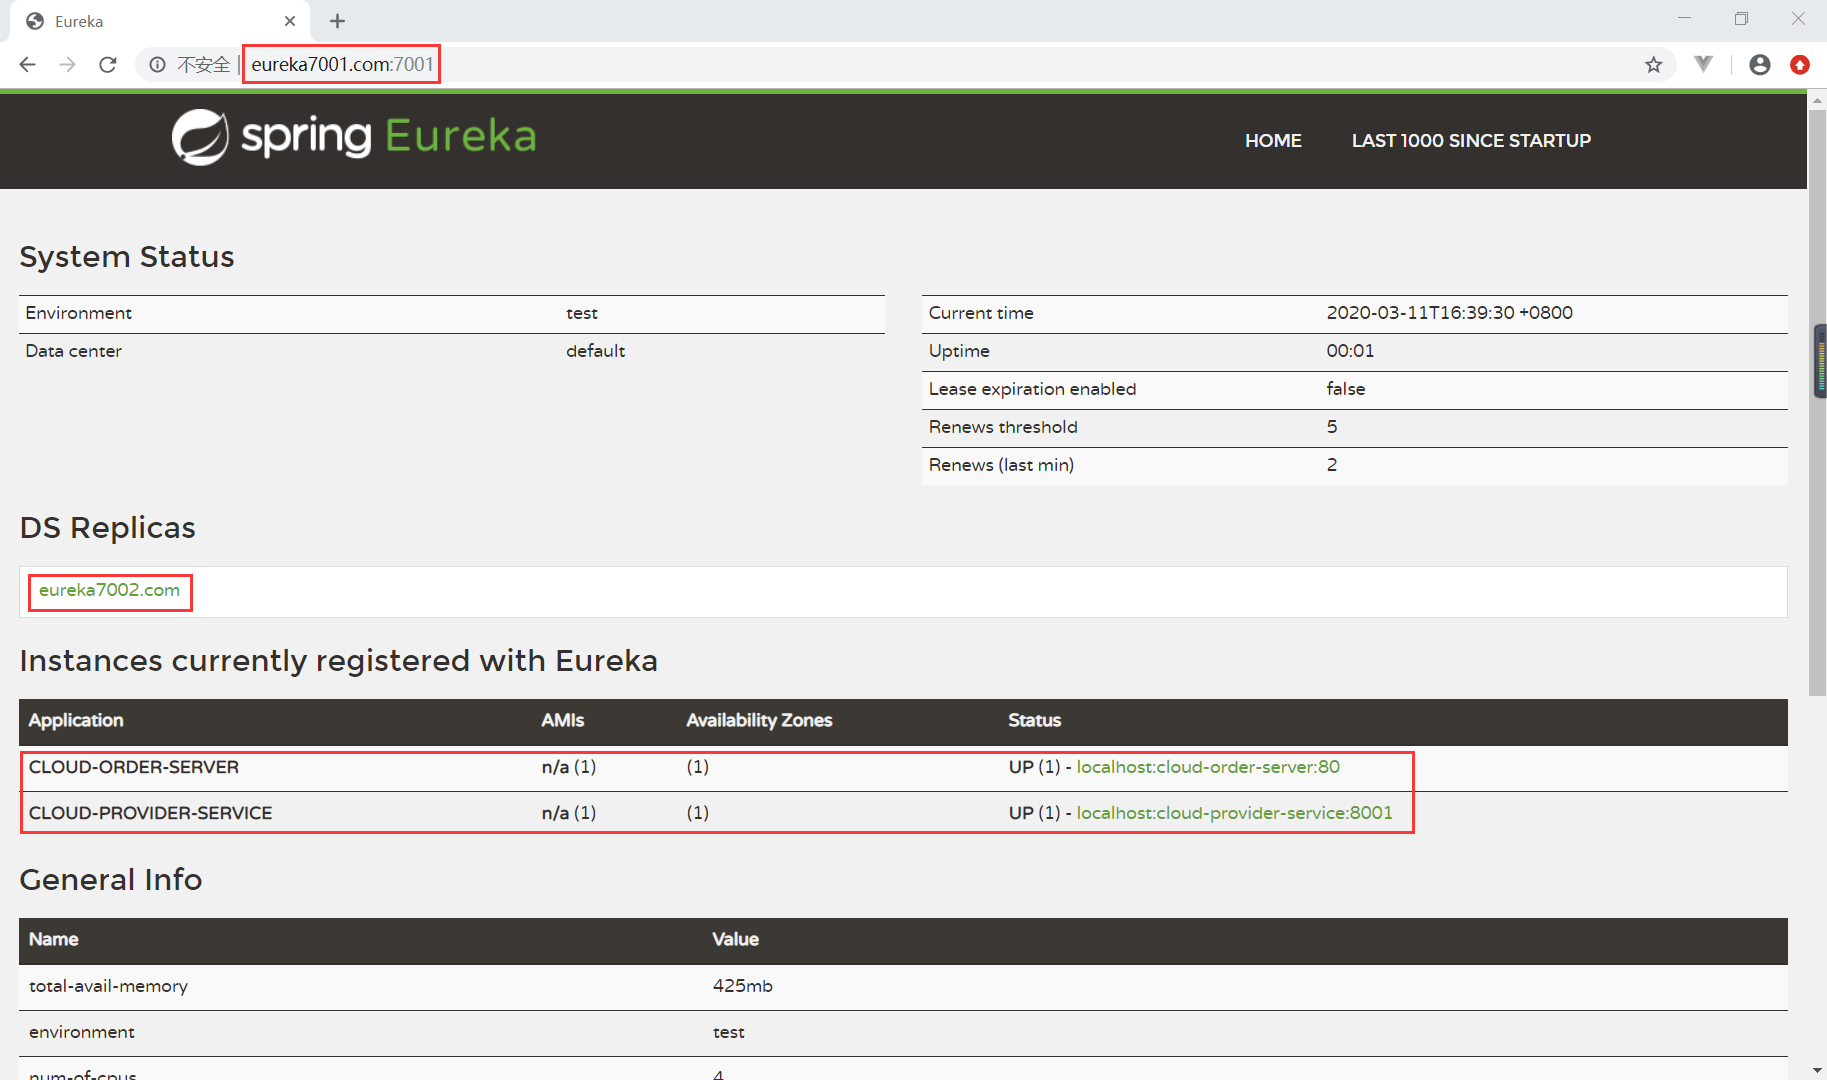 Eureka
不安全 | eureka7001.com:7001
spring Eureka
HOME LAST 1000 SINCE STARTUP
System Status
Environment test
Data center default
Current time 2020-03-11T16:39:30 +0800
Uptime 00:01
Lease expiration enabled false
Renews threshold 5
Renews (last min) 2
DS Replicas
eureka7002.com
Instances currently registered with Eureka
Application AMIs Availability Zones Status
CLOUD-ORDER-SERVER n/a (1) (1) UP (1) - localhost:cloud-order-server:80
CLOUD-PROVIDER-SERVICE n/a (1) (1) UP (1) - localhost:cloud-provider-service:8001
General Info
Name Value
total-avail-memory 425mb
environment test
num-of-cpus 4